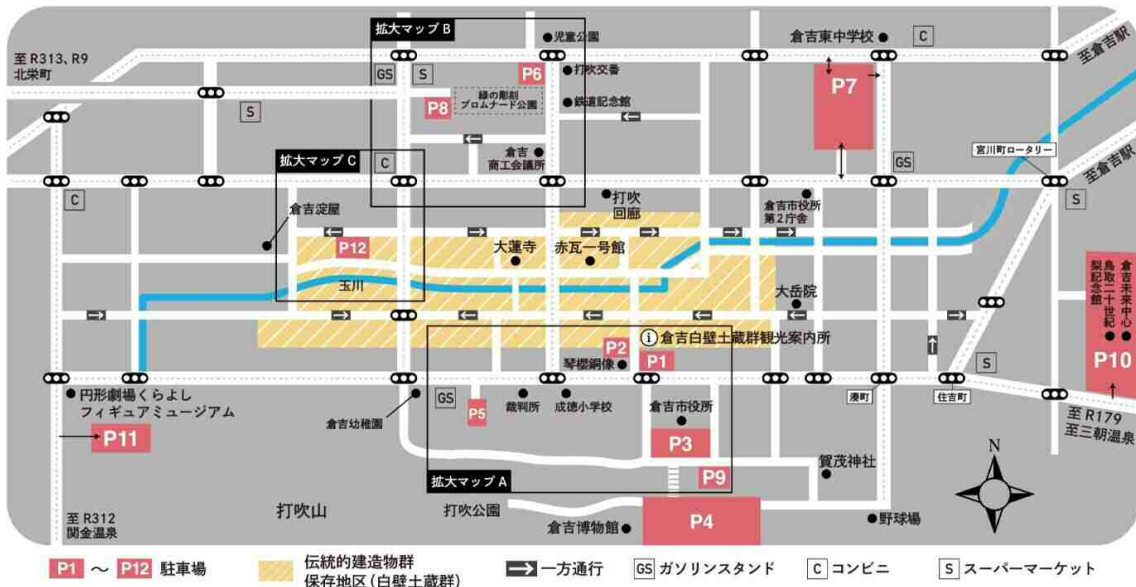 拡大マップB
児童公園
倉吉東中学校
C
至倉吉駅
至 R313、R9
北栄町
GS
S
P6
打吹交番
P7
S
P8
緑の彫刻
プロムナード公園
鉄道記念館
拡大マップC
C
倉吉
商工会議所
GS
宮川町ロータリー
至倉吉駅
C
倉吉淀屋
打吹
回廊
倉吉市役所
第2庁舎
S
P12
大蓮寺
赤瓦一号館
玉川
大岳院
倉吉未来中心
鳥取二十世紀
梨記念館
P10
i 倉吉白壁土蔵群観光案内所
P2
P1
琴櫻銅像
S
円形劇場くらよし
フィギュアミュージアム
P11
倉吉幼稚園
GS
P5
裁判所
成徳小学校
倉吉市役所
P3
湊町
住吉町
至 R179
至三朝温泉
拡大マップA
P9
賀茂神社
N
至 R312
関金温泉
打吹山
打吹公園
倉吉博物館
P4
野球場
P1 ～ P12 駐車場
伝統的建造物群
保存地区(白壁土蔵群)
一方通行
GS ガソリンスタンド
C コンビニ
S スーパーマーケット